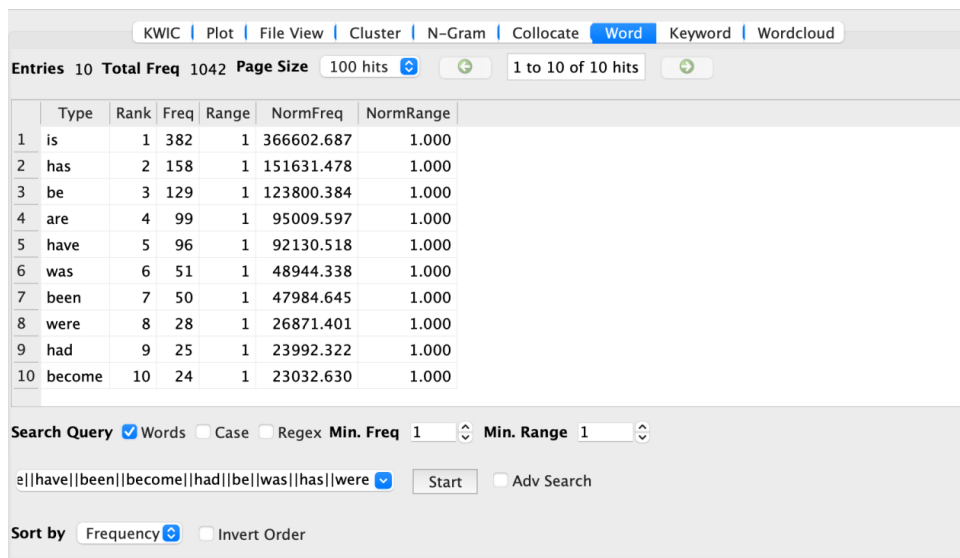 KWIC Plot File View Cluster N-Gram Collocate Word Keyword Wordcloud
Entries 10 Total Freq 1042 Page Size 100 hits 1 to 10 of 10 hits
Type Rank Freq Range NormFreq NormRange
1 is 1 382 1 366602.687 1.000
2 has 2 158 1 151631.478 1.000
3 be 3 129 1 123800.384 1.000
4 are 4 99 1 95009.597 1.000
5 have 5 96 1 92130.518 1.000
6 was 6 51 1 48944.338 1.000
7 been 7 50 1 47984.645 1.000
8 were 8 28 1 26871.401 1.000
9 had 9 25 1 23992.322 1.000
10 become 10 24 1 23032.630 1.000
Search Query Words Case Regex Min. Freq 1 Min. Range 1
e||have||been||become||had||be||was||has||were Start Adv Search
Sort by Frequency Invert Order